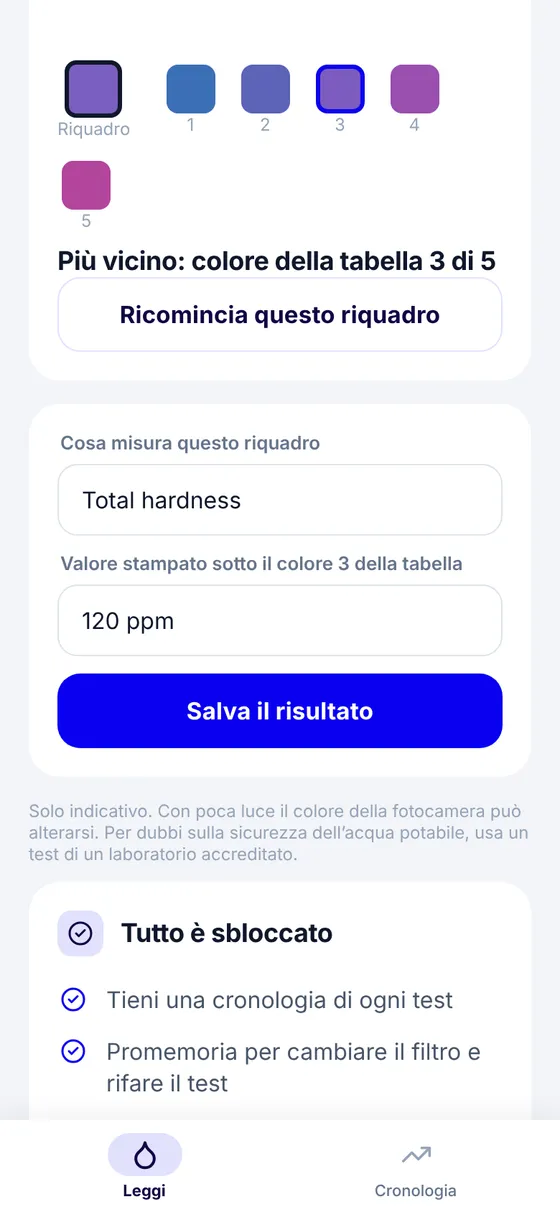 Riquadro
1
2
3
4
5
Più vicino: colore della tabella 3 di 5
Ricomincia questo riquadro
Cosa misura questo riquadro
Total hardness
Valore stampato sotto il colore 3 della tabella
120 ppm
Salva il risultato
Solo indicativo. Con poca luce il colore della fotocamera può
alterarsi. Per dubbi sulla sicurezza dell’acqua potabile, usa un
test di un laboratorio accreditato.
Tutto è sbloccato
Tieni una cronologia di ogni test
Promemoria per cambiare il filtro e
rifare il test
Leggi
Cronologia